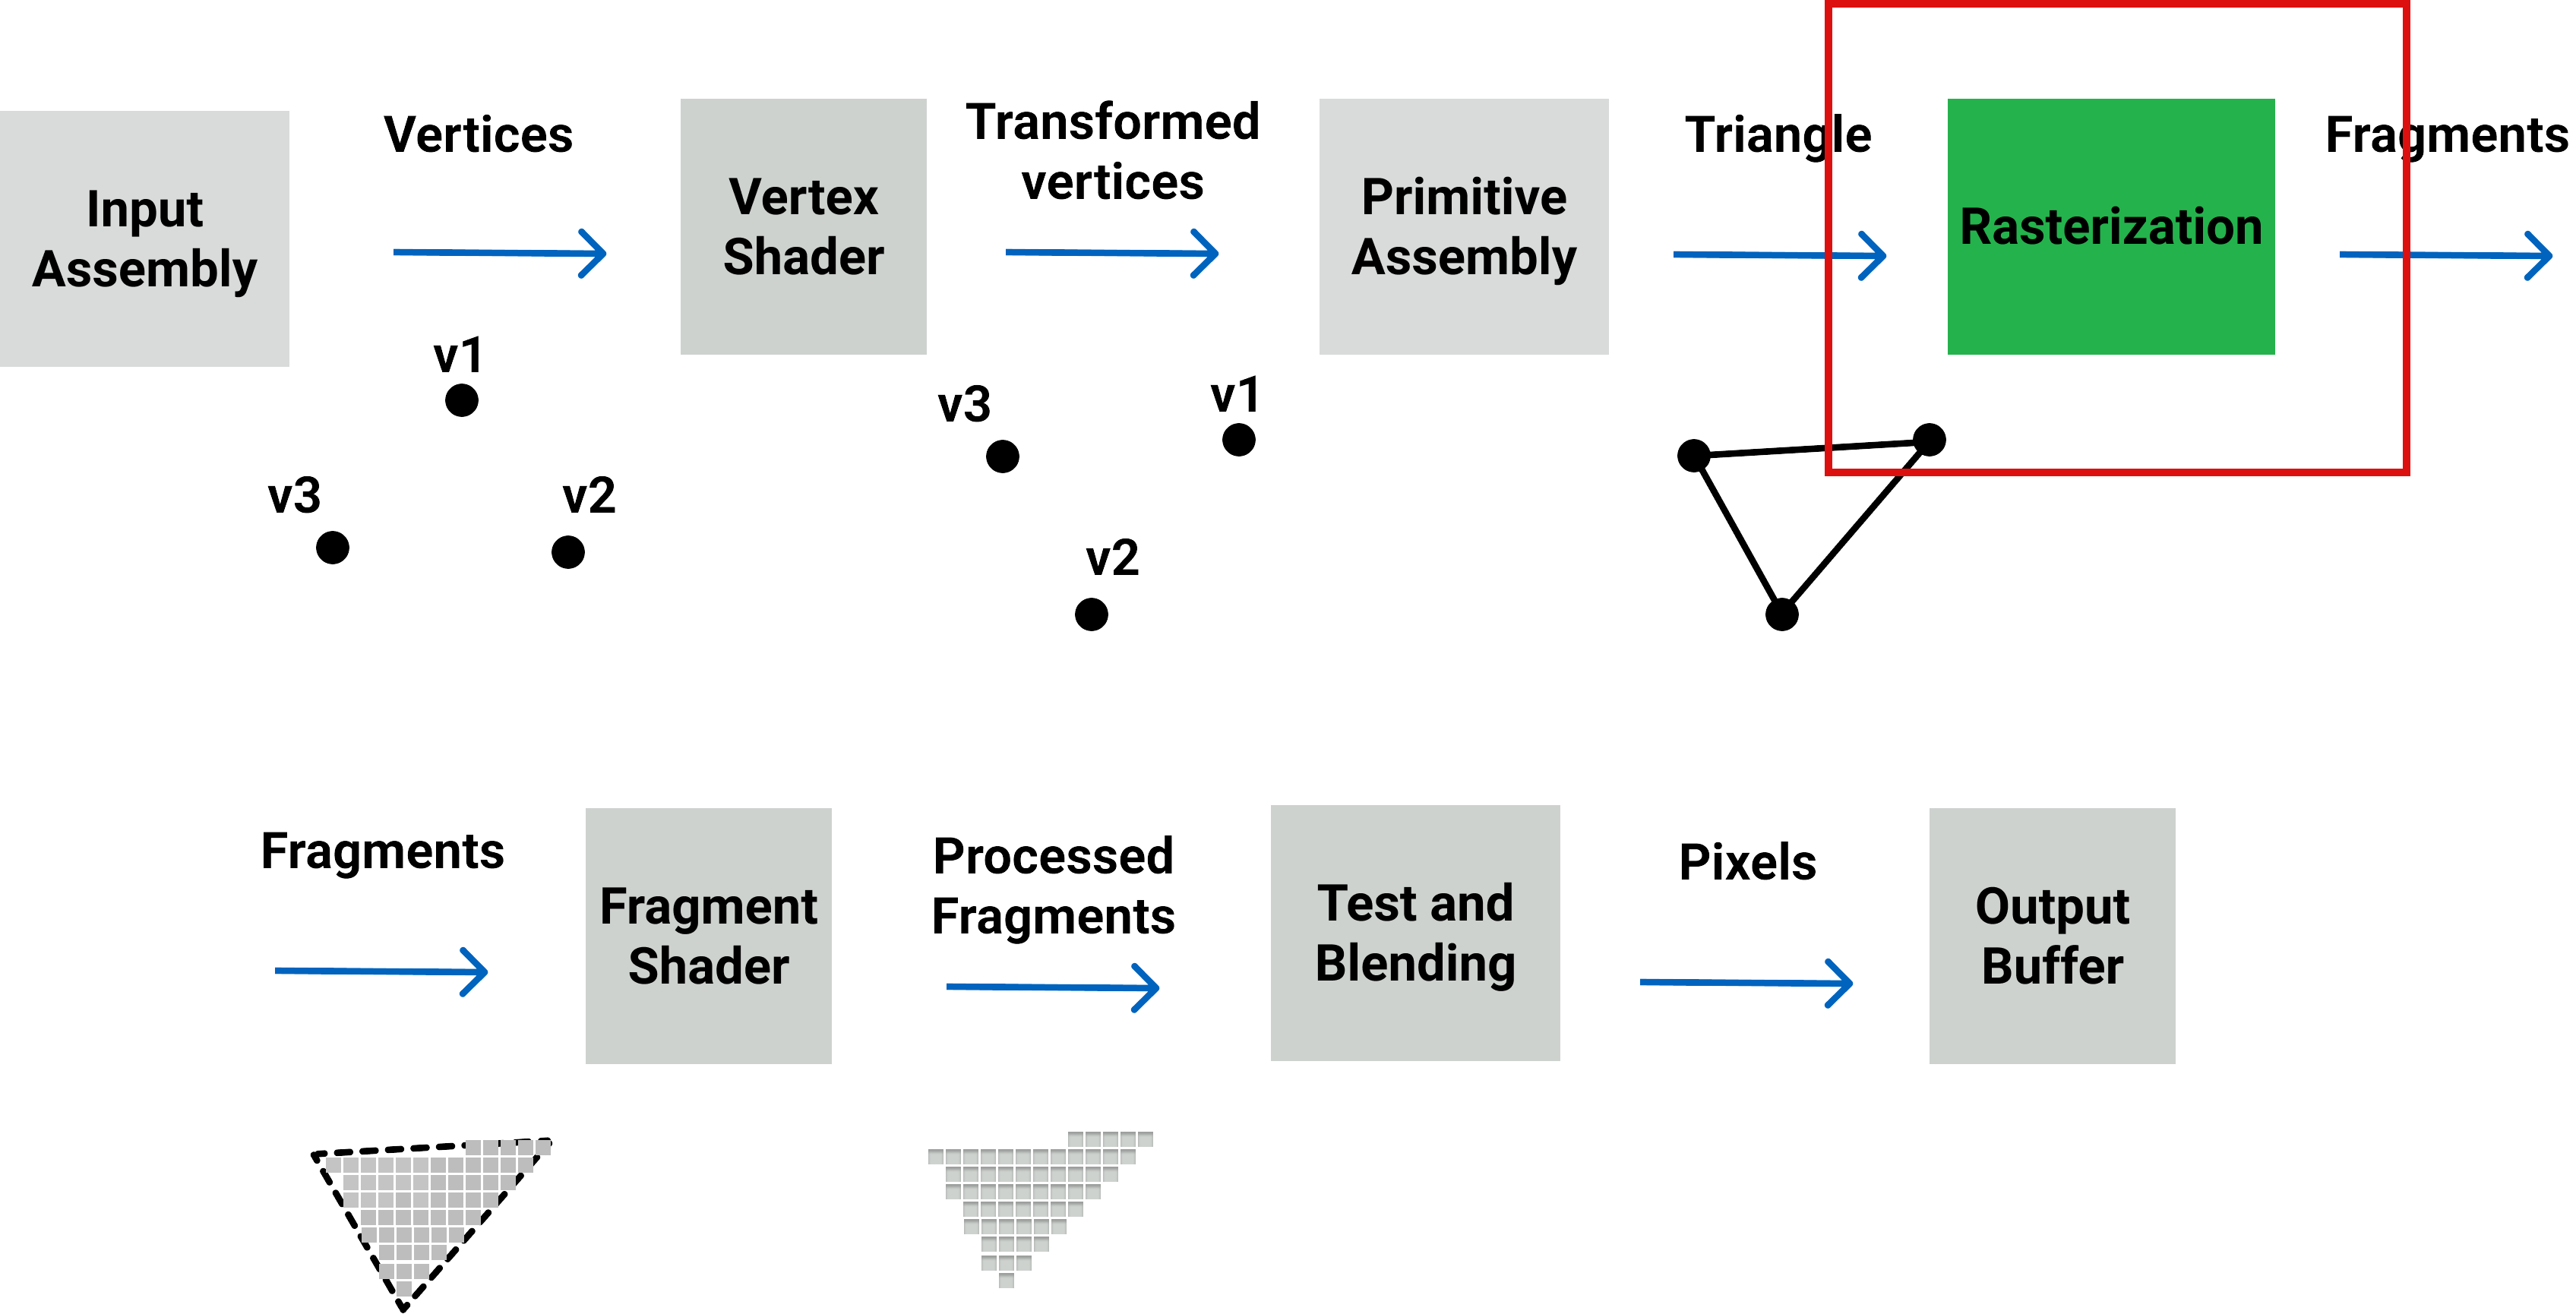 Input
Assembly
Vertices
Vertex
Shader
Transformed
vertices
Primitive
Assembly
Triangle
Rasterization
Fragments
v1
v3
v2
v3
v1
v2
Fragments
Fragment
Shader
Processed
Fragments
Test and
Blending
Pixels
Output
Buffer